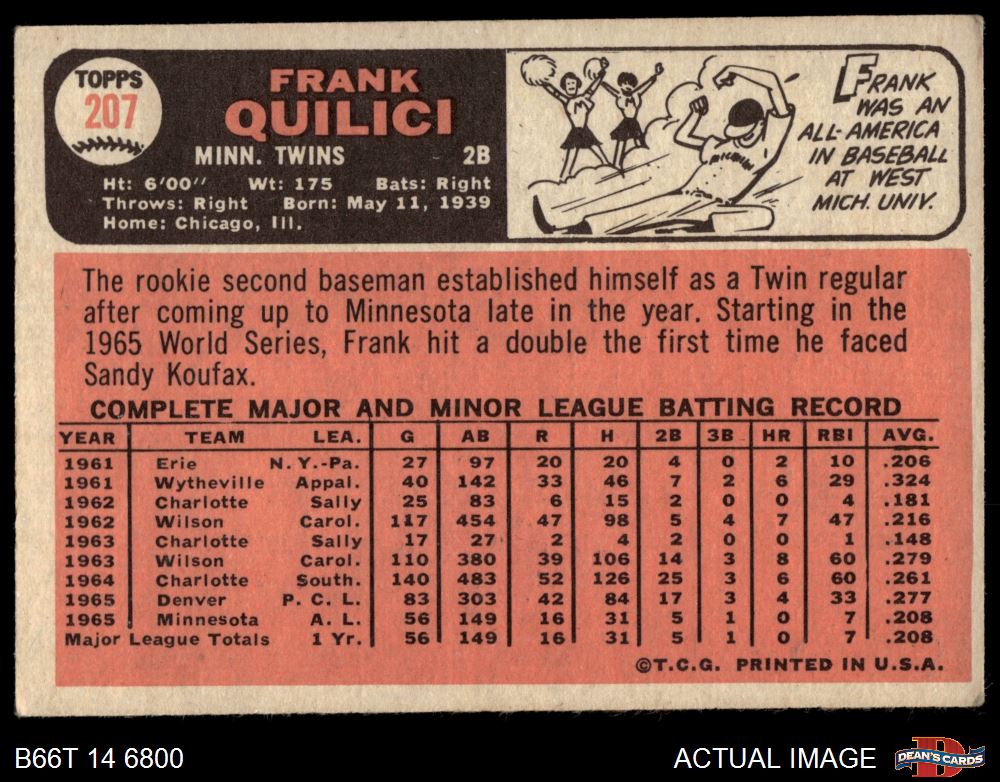 TOPPS
207
FRANK
QUILICI
MINN. TWINS 2B
Ht: 6'00" Wt: 175 Bats: Right
Throws: Right Born: May 11, 1939
Home: Chicago, Ill.
M M
MICHIGAN
FRANK
WAS AN
ALL-AMERICA
IN BASEBALL
AT WEST
MICH. UNIV.
The rookie second baseman established himself as a Twin regular
after coming up to Minnesota late in the year. Starting in the
1965 World Series, Frank hit a double the first time he faced
Sandy Koufax.
COMPLETE MAJOR AND MINOR LEAGUE BATTING RECORD
YEAR TEAM LEA. G AB R H 2B 3B HR RBI AVG.
1961 Erie N.Y.-Pa. 27 97 20 20 4 0 2 10 .206
1961 Wytheville Appal. 40 142 33 46 7 2 6 29 .324
1962 Charlotte Sally 25 83 6 15 2 0 0 4 .181
1962 Wilson Carol. 117 454 47 98 5 4 7 47 .216
1963 Charlotte Sally 17 27 2 4 2 0 0 1 .148
1963 Wilson Carol. 110 380 39 106 14 3 8 60 .279
1964 Charlotte South. 140 483 52 126 25 3 6 60 .261
1965 Denver P. C. L. 83 303 42 84 17 3 4 33 .277
1965 Minnesota A. L. 56 149 16 31 5 1 0 7 .208
Major League Totals 1 Yr. 56 149 16 31 5 1 0 7 .208
©T.C.G. PRINTED IN U.S.A.
B66T 14 6800 ACTUAL IMAGE
D
DEAN'S CARDS